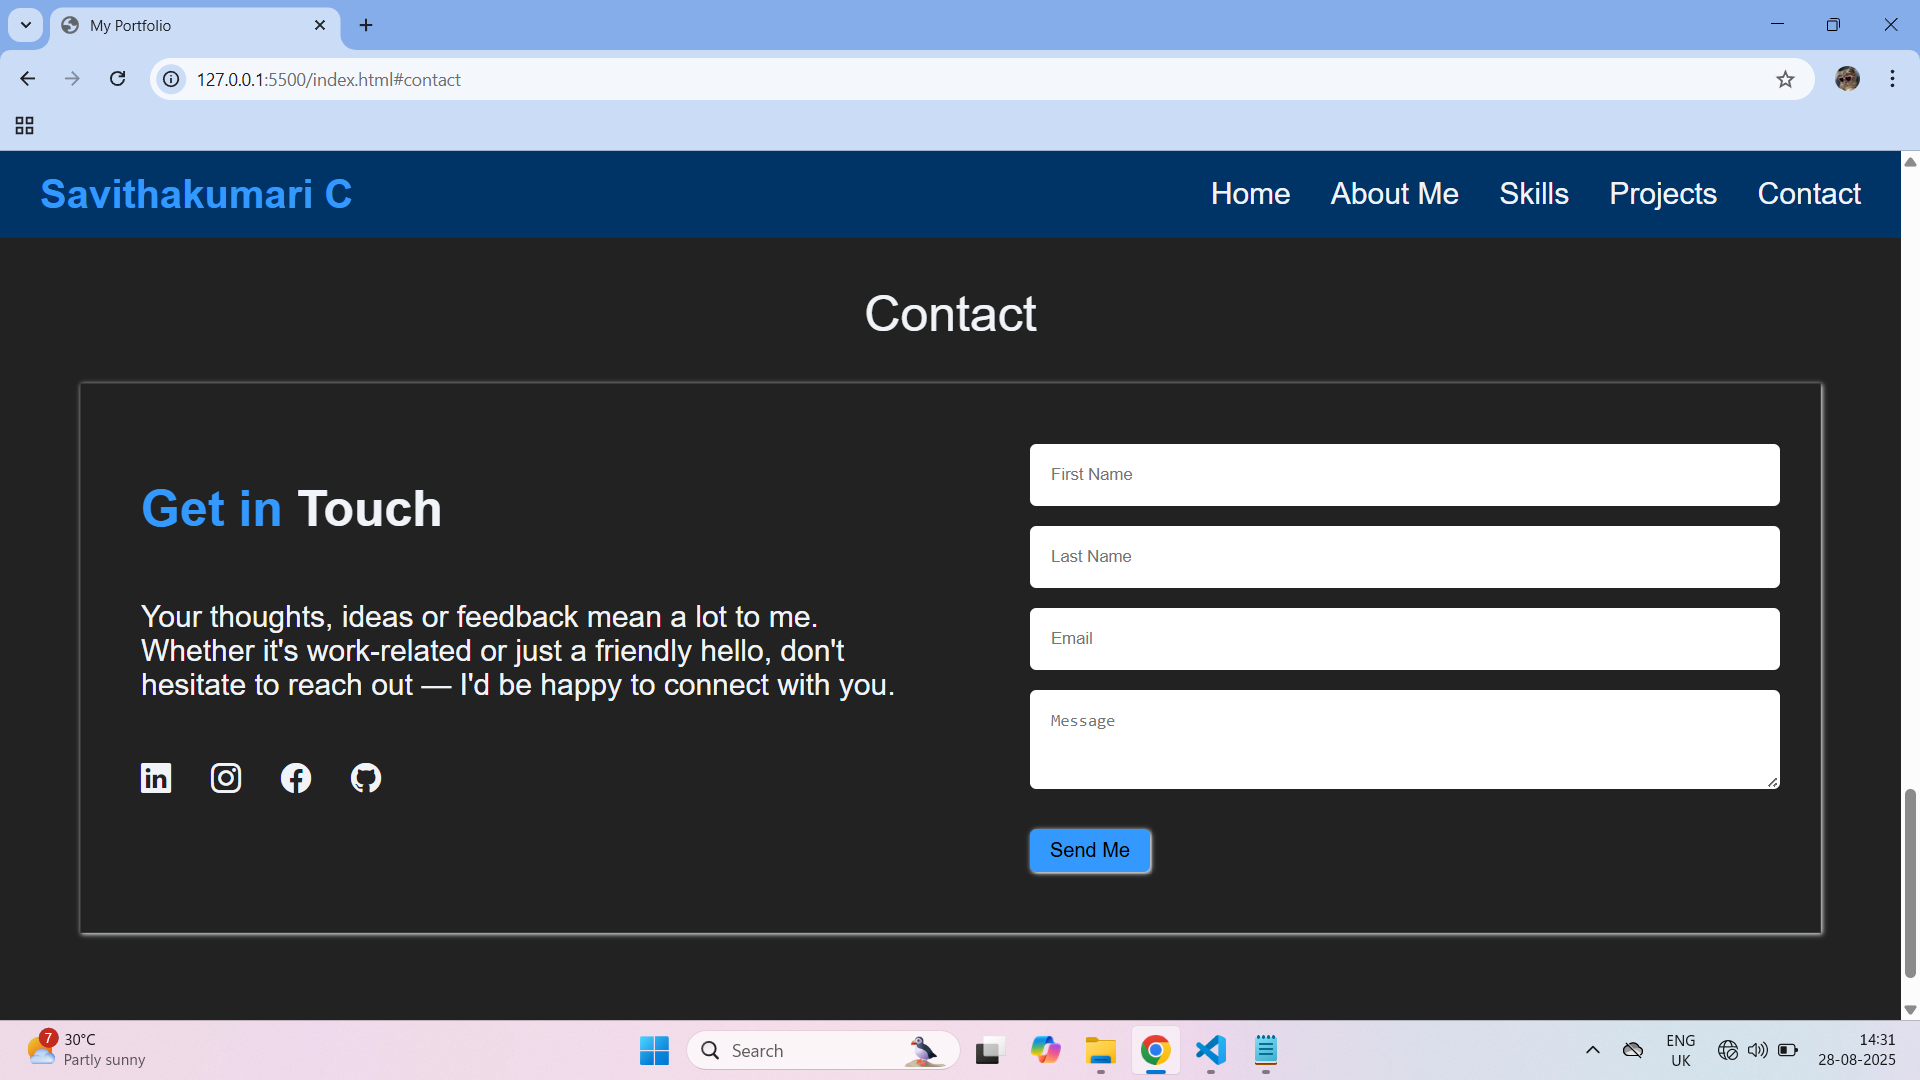 My Portfolio
127.0.0.1:5500/index.html#contact
Savithakumari C
Home
About Me
Skills
Projects
Contact
Contact
Get in Touch
Your thoughts, ideas or feedback mean a lot to me.
Whether it's work-related or just a friendly hello, don't
hesitate to reach out — I'd be happy to connect with you.
in
First Name
Last Name
Email
Message
Send Me
7
30°C
Partly sunny
Search
ENG
UK
14:31
28-08-2025